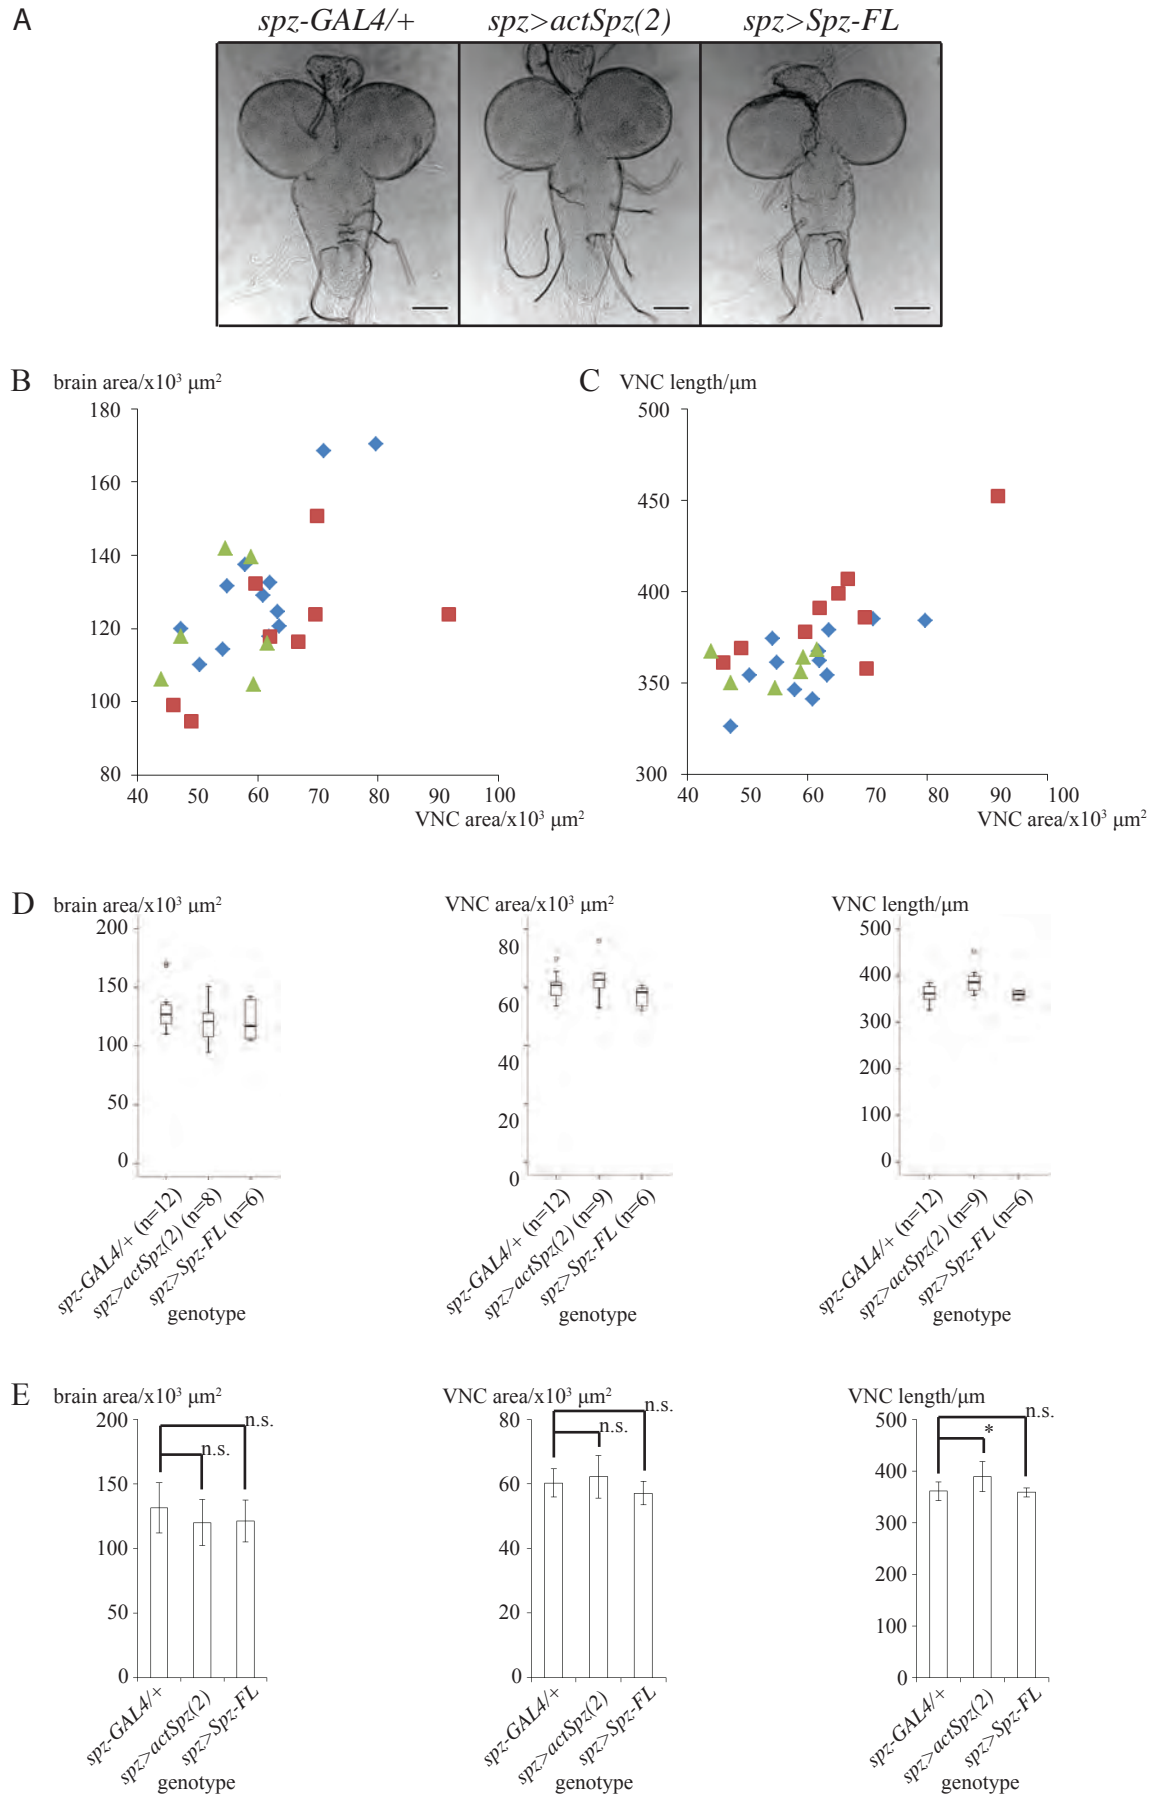 A
spz-GAL4/+ spz>actSpz(2) spz>Spz-FL
B brain area/x10³ μm²
180
160
140
120
100
80
40 50 60 70 80 90 100
VNC area/x10³ μm²
C VNC length/μm
500
450
400
350
300
40 50 60 70 80 90 100
VNC area/x10³ μm²
D brain area/x10³ μm²
200
150
100
50
0
spz-GAL4/+ (n=12)
spz>actSpz(2) (n=8)
spz>Spz-FL (n=6)
genotype
VNC area/x10³ μm²
80
60
40
20
0
spz-GAL4/+ (n=12)
spz>actSpz(2) (n=9)
spz>Spz-FL (n=6)
genotype
VNC length/μm
500
400
300
200
100
0
spz-GAL4/+ (n=12)
spz>actSpz(2) (n=9)
spz>Spz-FL (n=6)
genotype
E brain area/x10³ μm²
200
150
100
50
0
n.s.
n.s.
spz-GAL4/+
spz>actSpz(2)
spz>Spz-FL
genotype
VNC area/x10³ μm²
80
60
40
20
0
n.s.
n.s.
spz-GAL4/+
spz>actSpz(2)
spz>Spz-FL
genotype
VNC length/μm
500
400
300
200
100
0
n.s.
*
spz-GAL4/+
spz>actSpz(2)
spz>Spz-FL
genotype